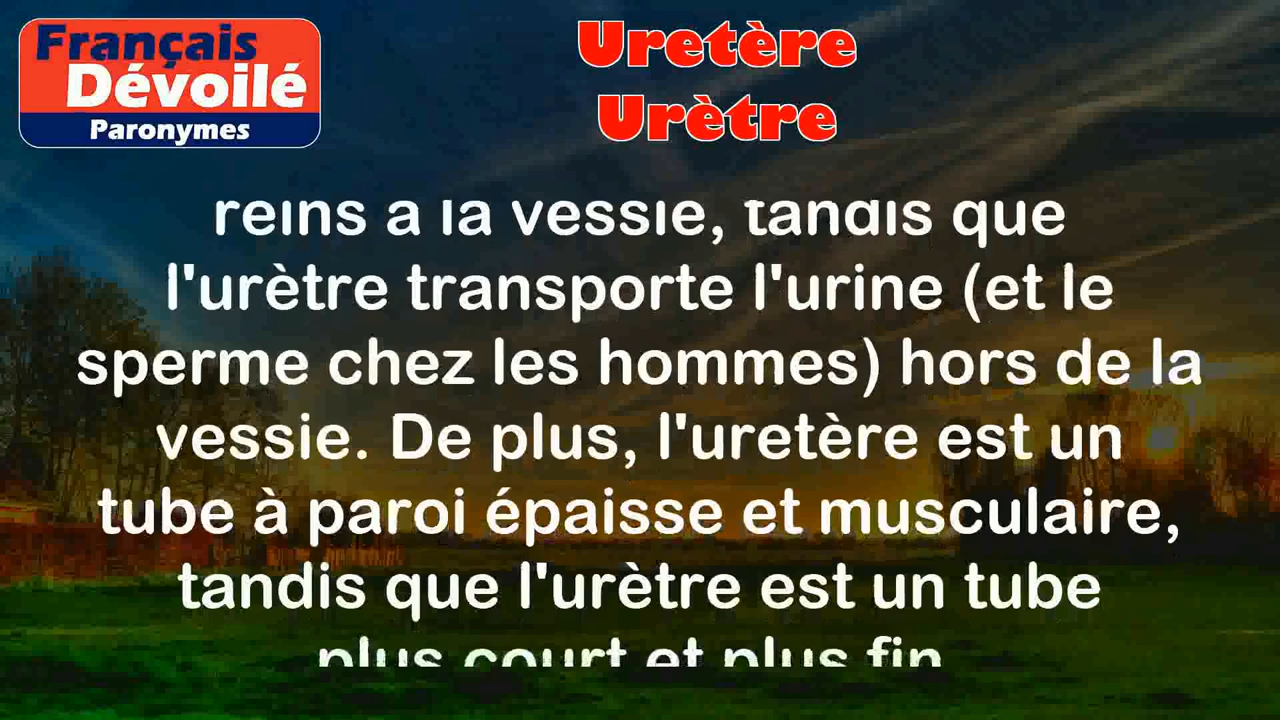 Français
Dévoilé
Paronymes
Uretère
Urètre
reins à la vessie, tandis que
l'urètre transporte l'urine (et le
sperme chez les hommes) hors de la
vessie. De plus, l'uretère est un
tube à paroi épaisse et musculaire,
tandis que l'urètre est un tube
plus court et plus fin